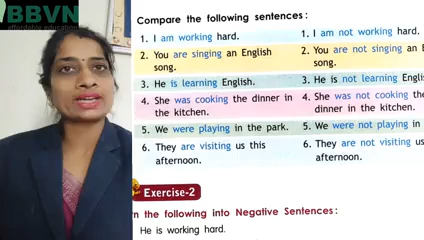 BBVN
affordable education
Compare the following sentences:
1. I am working hard.
2. You are singing an English
song.
3. He is learning English.
4. She was cooking the dinner in
the kitchen.
5. We were playing in the park.
6. They are visiting us this
afternoon.
1. I am not working hard.
2. You are not singing an
song.
3. He is not learning
4. She was not cooking
dinner in the kitchen.
5. We were not playing in
6. They are not visiting us
afternoon.
Exercise-2
the following into Negative Sentences:
He is working hard.